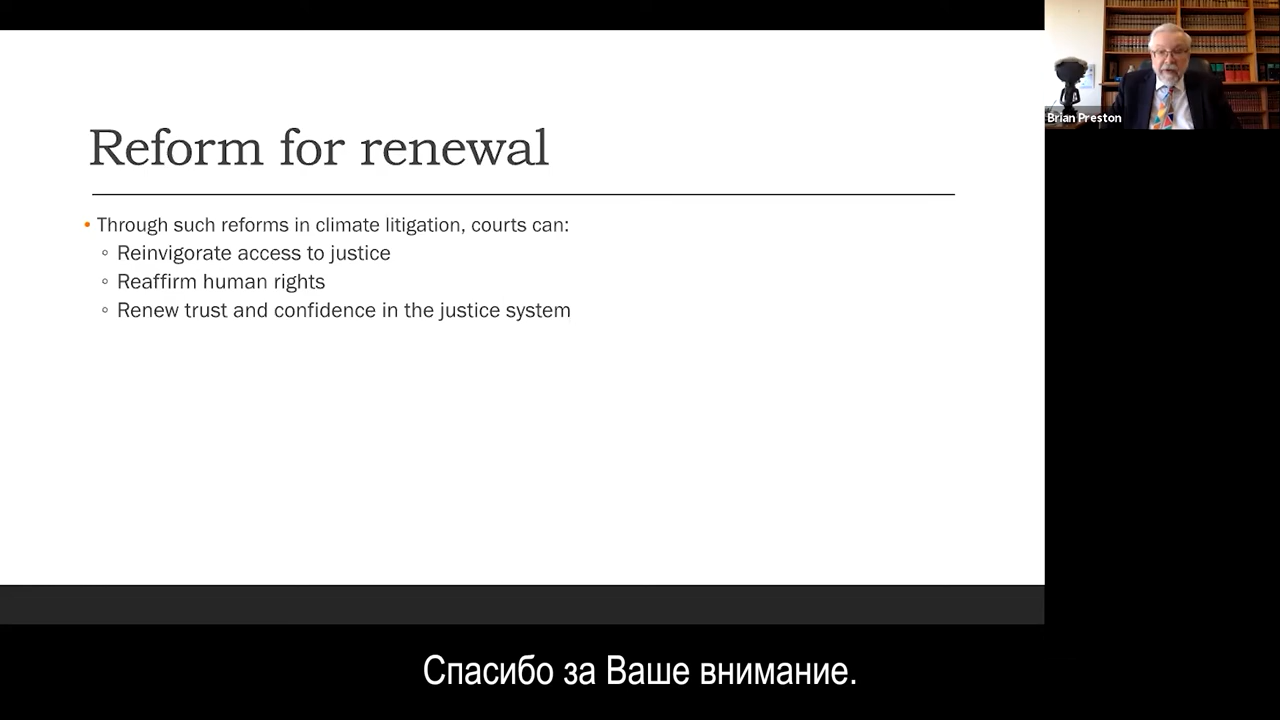 Reform for renewal
• Through such reforms in climate litigation, courts can:
◦ Reinvigorate access to justice
◦ Reaffirm human rights
◦ Renew trust and confidence in the justice system
Brian Preston
Спасибо за Ваше внимание.